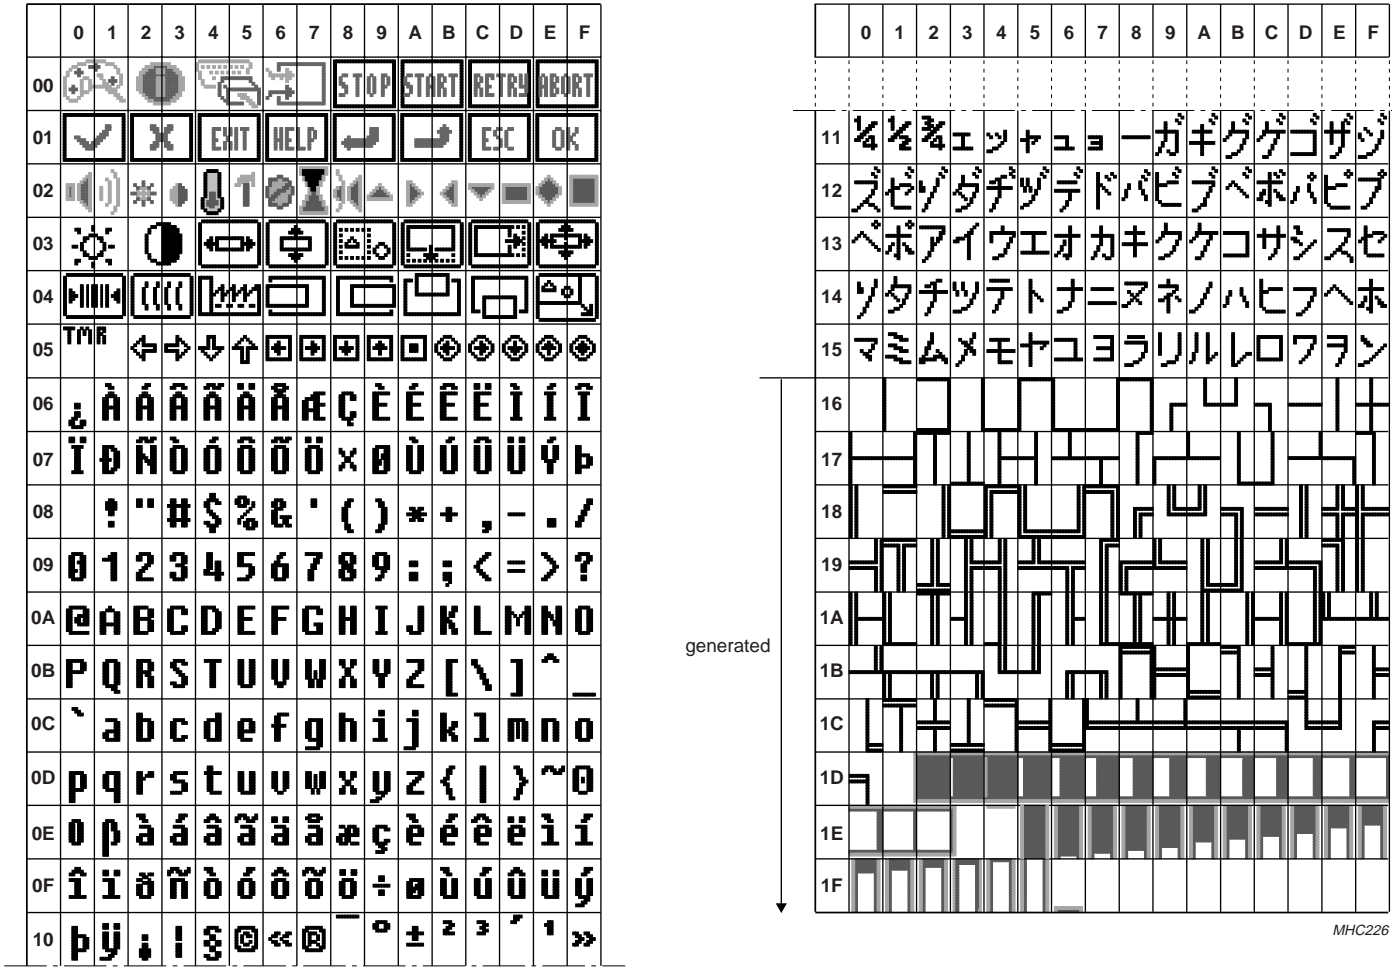 0 1 2 3 4 5 6 7 8 9 A B C D E F
00 STOP START RETRY ABORT
01 EXIT HELP ESC OK
02
03
04
05 TMR
06 ¿ À Á Â Ã Ä Å Æ Ç È É Ê Ë Ì Í Î
07 Ï Ð Ñ Ò Ó Ô Õ Ö × Ø Ù Ú Û Ü Ý Þ
08 ! " # $ % & ' ( ) * + , - . /
09 0 1 2 3 4 5 6 7 8 9 : ; < = > ?
0A @ A B C D E F G H I J K L M N O
0B P Q R S T U V W X Y Z [ \ ] ^ _
0C ` a b c d e f g h i j k l m n o
0D p q r s t u v w x y z { | } ~ 0
0E 0 ß à á â ã ä å æ ç è é ê ë ì í
0F î ï ð ñ ò ó ô õ ö ÷ ø ù ú û ü ý
10 þ ÿ ¡ ¦ § © « ® ¯ º ± ² ³ ´ ¹ »
0 1 2 3 4 5 6 7 8 9 A B C D E F
11 ¼ ½ ¾ ェ ッ ャ ュ ョ ー ガ ギ グ ゲ ゴ ザ ジ
12 ズ ゼ ゾ ダ ヂ ヅ デ ド バ ビ ブ ベ ボ パ ピ プ
13 ペ ポ ア イ ウ エ オ カ キ ク ケ コ サ シ ス セ
14 ソ タ チ ツ テ ト ナ ニ ヌ ネ ノ ハ ヒ フ ヘ ホ
15 マ ミ ム メ モ ヤ ユ ヨ ラ リ ル レ ロ ワ ヲ ン
16
17
18
19
1A
generated
1B
1C
1D
1E
1F
MHC226